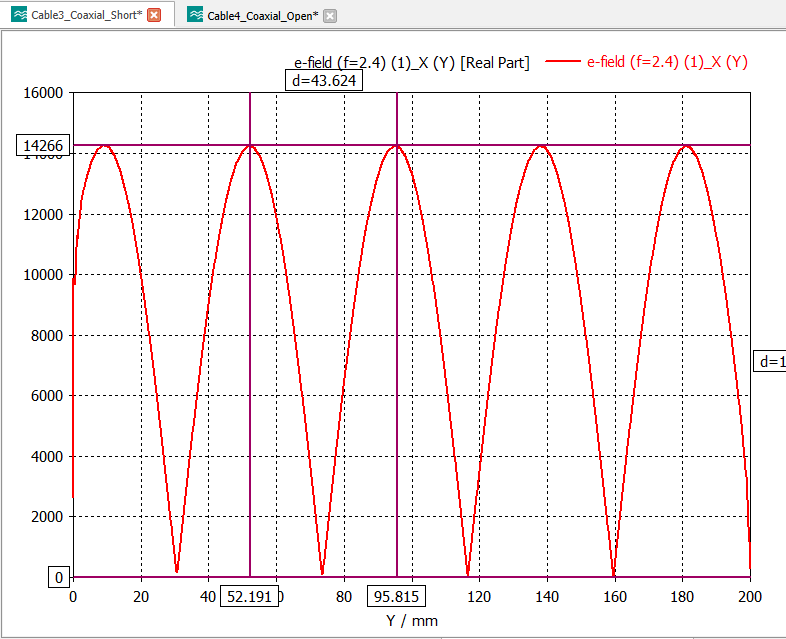 Cable3_Coaxial_Short* Cable4_Coaxial_Open*
e-field (f=2.4) (1)_X (Y) [Real Part] e-field (f=2.4) (1)_X (Y)
d=43.624
16000
14266
12000
10000
8000
d=1
6000
4000
2000
0
0 20 40 52.191 80 95.815 120 140 160 180 200
Y / mm